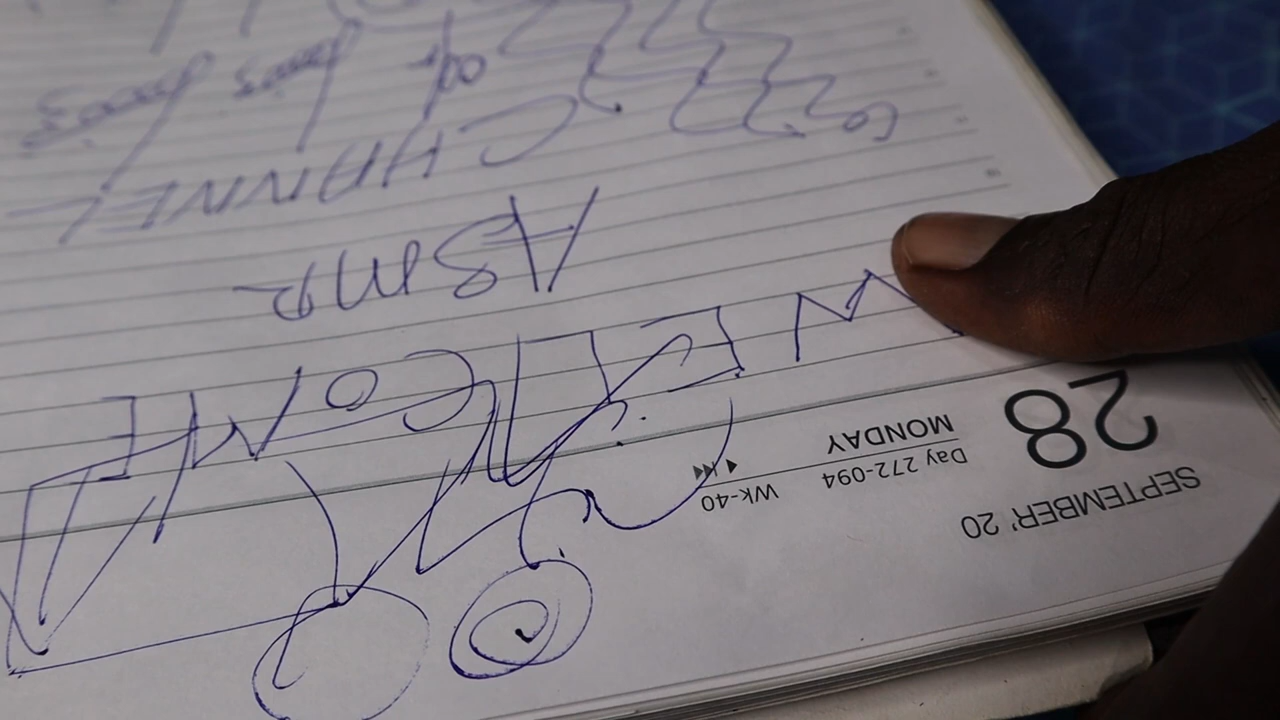 SEPTEMBER' 20
28
Day 272-094 Wk-40
MONDAY
WELCOME
ASMR
CHANNEL